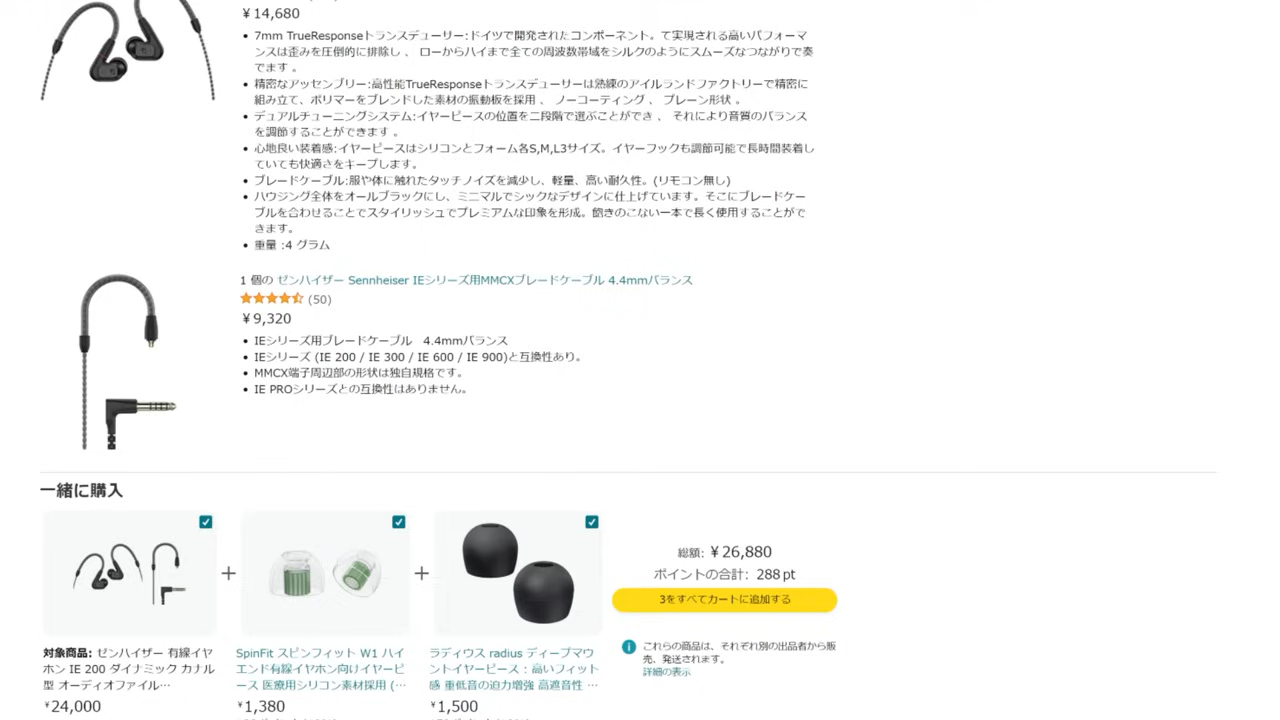 ¥14,680
• 7mm TrueResponseトランスデューサー:ドイツで開発されたコンポーネント。て実現される高いパフォーマ
ンスは歪みを圧倒的に排除し 、 ローからハイまで全ての周波数帯域をシルクのようにスムーズなつながりで奏
でます 。
• 精密なアッセンブリー:高性能TrueResponseトランスデューサーは熟練のアイルランドファクトリーで精密に
組み立て、ポリマーをブレンドした素材の振動板を採用 、 ノーコーティング 、 プレーン形状 。
• デュアルチューニングシステム:イヤーピースの位置を二段階で選ぶことができ 、 それにより音質のバランス
を調節することができます 。
• 心地良い装着感:イヤーピースはシリコンとフォーム各S,M,L3サイズ。イヤーフックも調節可能で長時間装着し
ていても快適さをキープします。
• ブレードケーブル:服や体に触れたタッチノイズを減少し、軽量、高い耐久性。(リモコン無し)
• ハウジング全体をオールブラックにし、ミニマルでシックなデザインに仕上げています。そこにブレードケー
ブルを合わせることでスタイリッシュでプレミアムな印象を形成。飽きのこない一本で長く使用することがで
きます。
• 重量 :4 グラム
1 個の ゼンハイザー Sennheiser IEシリーズ用MMCXブレードケーブル 4.4mmバランス
(50)
¥9,320
• IEシリーズ用ブレードケーブル　4.4mmバランス
• IEシリーズ (IE 200 / IE 300 / IE 600 / IE 900)と互換性あり。
• MMCX端子周辺部の形状は独自規格です。
• IE PROシリーズとの互換性はありません。
一緒に購入
+
+
対象商品: ゼンハイザー 有線イヤ
ホン IE 200 ダイナミック カナル
型 オーディオファイル…
¥24,000
SpinFit スピンフィット W1 ハイ
エンド有線イヤホン向けイヤーピ
ース 医療用シリコン素材採用 (…
¥1,380
ラディウス radius ディープマウ
ントイヤーピース : 高いフィット
感 重低音の迫力増強 高遮音性 …
¥1,500
総額: ¥26,880
ポイントの合計: 288 pt
3をすべてカートに追加する
これらの商品は、それぞれ別の出品者から販
売、発送されます。
詳細の表示